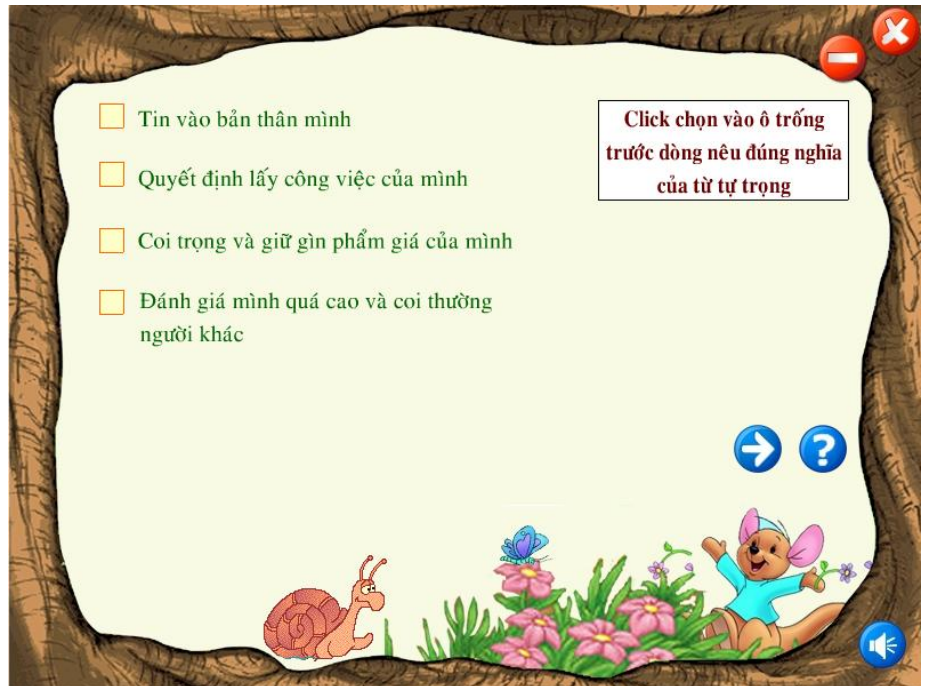 Tin vào bản thân mình
Quyết định lấy công việc của mình
Coi trọng và giữ gìn phẩm giá của mình
Đánh giá mình quá cao và coi thường
người khác
Click chọn vào ô trống
trước dòng nêu đúng nghĩa
của từ tự trọng